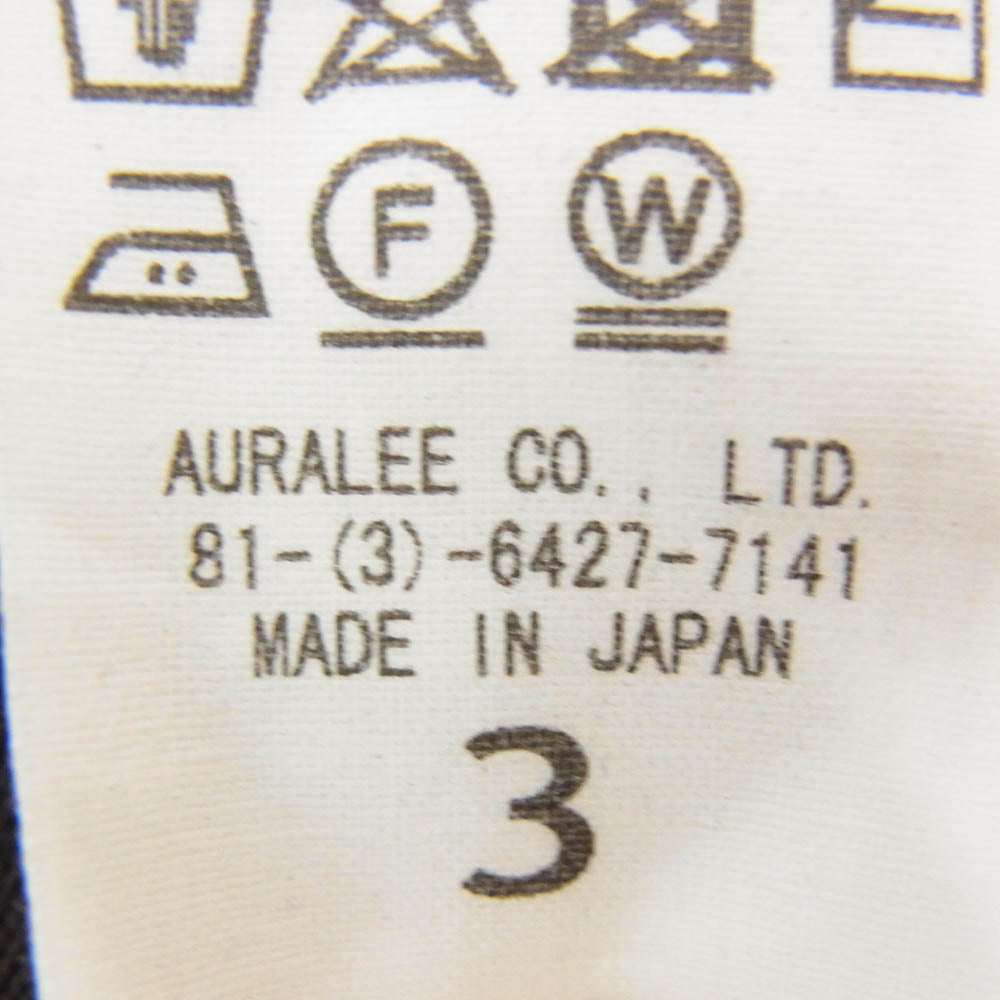 F W
AURALEE CO., LTD.
81-(3)-6427-7141
MADE IN JAPAN
3